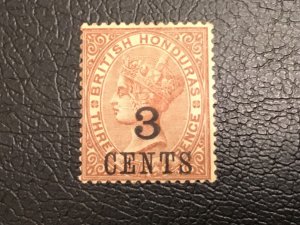 BRITISH HONDURAS
THREE PENCE
3
CENTS